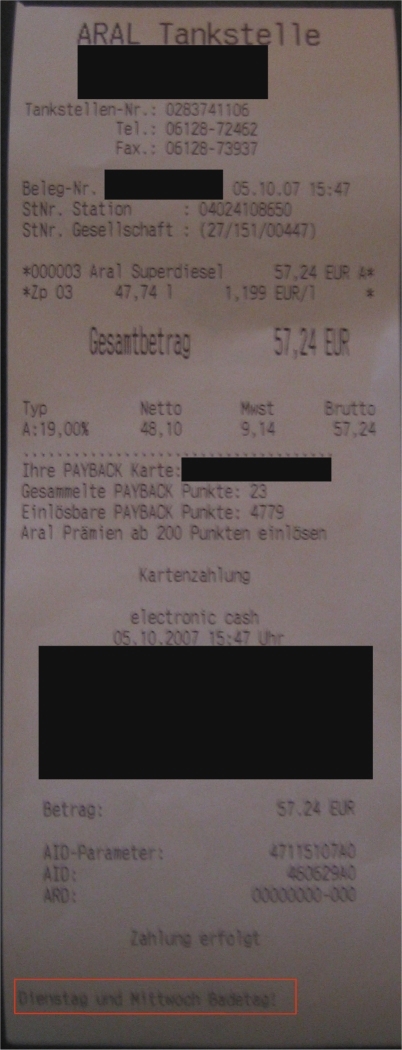 ARAL Tankstelle
Tankstellen-Nr.: 0283741106
Tel.: 06128-72462
Fax.: 06128-73937
Beleg-Nr. 05.10.07 15:47
StNr. Station : 04024108650
StNr. Gesellschaft : (27/151/00447)
*000003 Aral Superdiesel 57,24 EUR A*
*Zp 03 47,74 l 1,199 EUR/l *
Gesamtbetrag 57,24 EUR
Typ Netto Mwst Brutto
A:19,00% 48,10 9,14 57,24
Ihre PAYBACK Karte:
Gesammelte PAYBACK Punkte: 23
Einlösbare PAYBACK Punkte: 4779
Aral Prämien ab 200 Punkten einlösen
Kartenzahlung
electronic cash
05.10.2007 15:47 Uhr
Betrag: 57.24 EUR
AID-Parameter: 47115107A0
AID: 460629A0
ARD: 00000000-000
Zahlung erfolgt
Dienstag und Mittwoch Badetag!